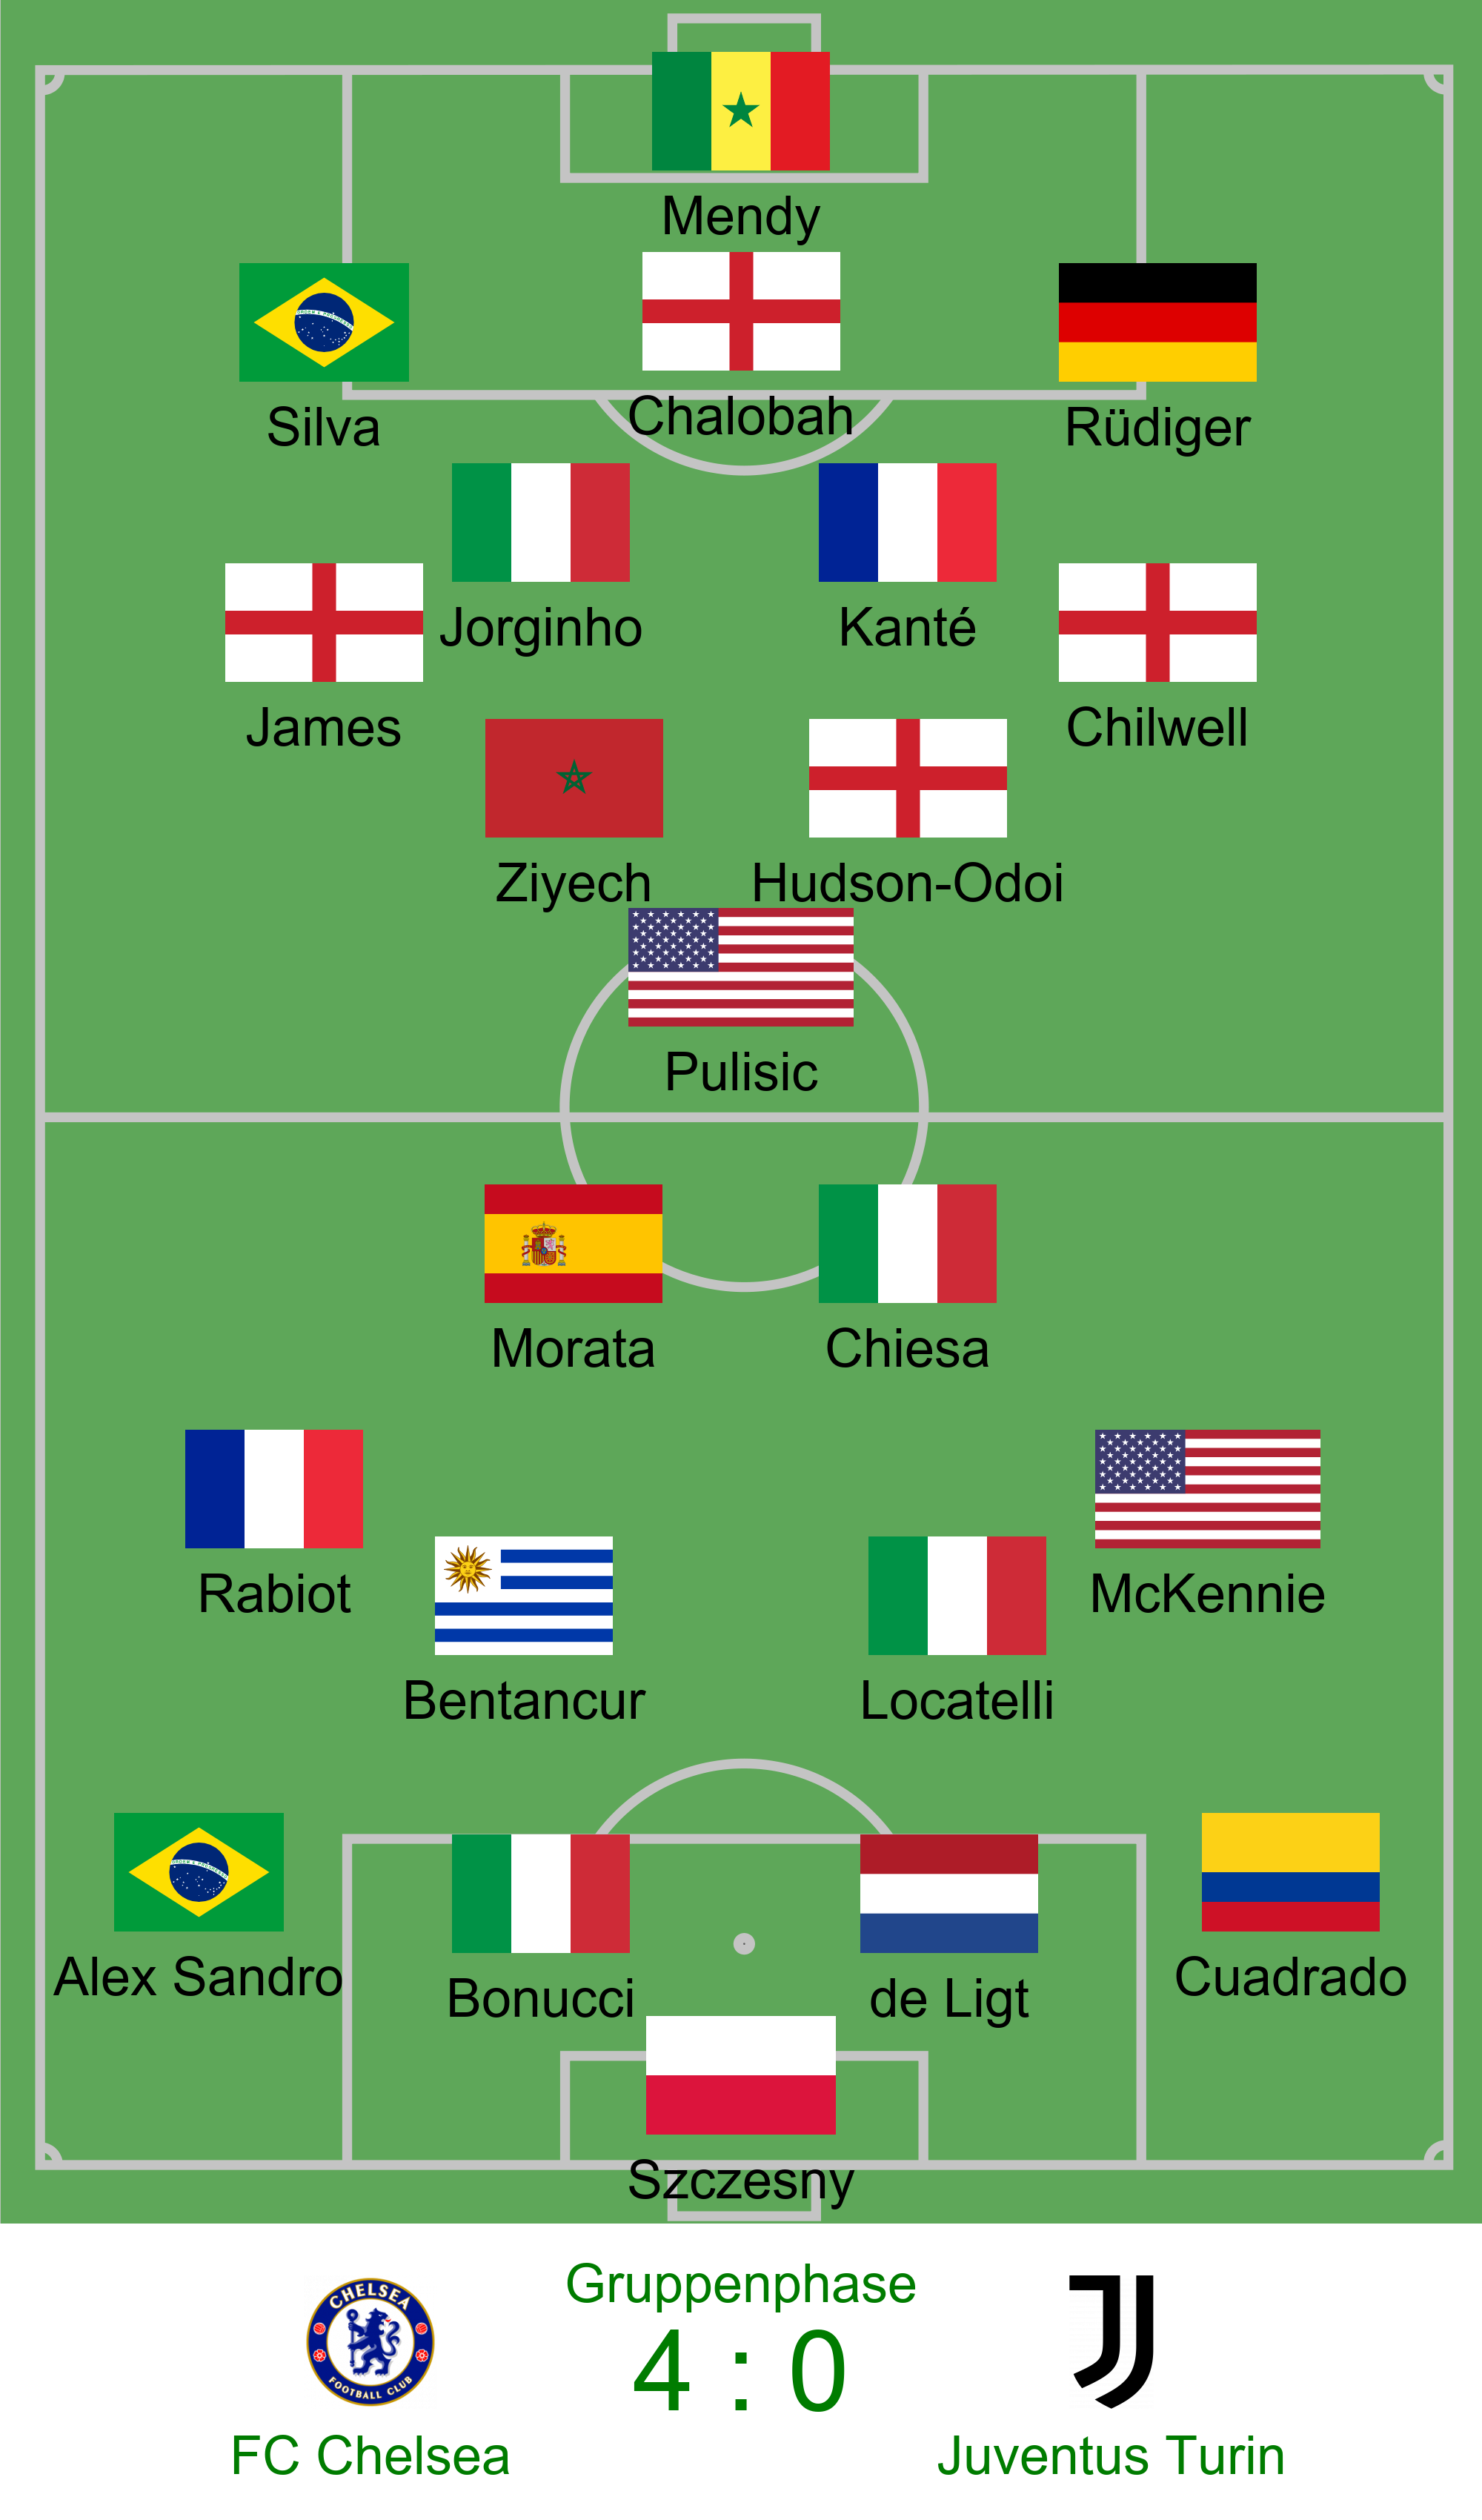 Mendy
Silva
Chalobah
Rüdiger
Jorginho
Kanté
James
Chilwell
Ziyech
Hudson-Odoi
Pulisic
Morata
Chiesa
Rabiot
McKennie
Bentancur
Locatelli
Alex Sandro
Bonucci
de Ligt
Cuadrado
Szczesny
Gruppenphase
4 : 0
CHELSEA
FOOTBALL CLUB
FC Chelsea
Juventus Turin